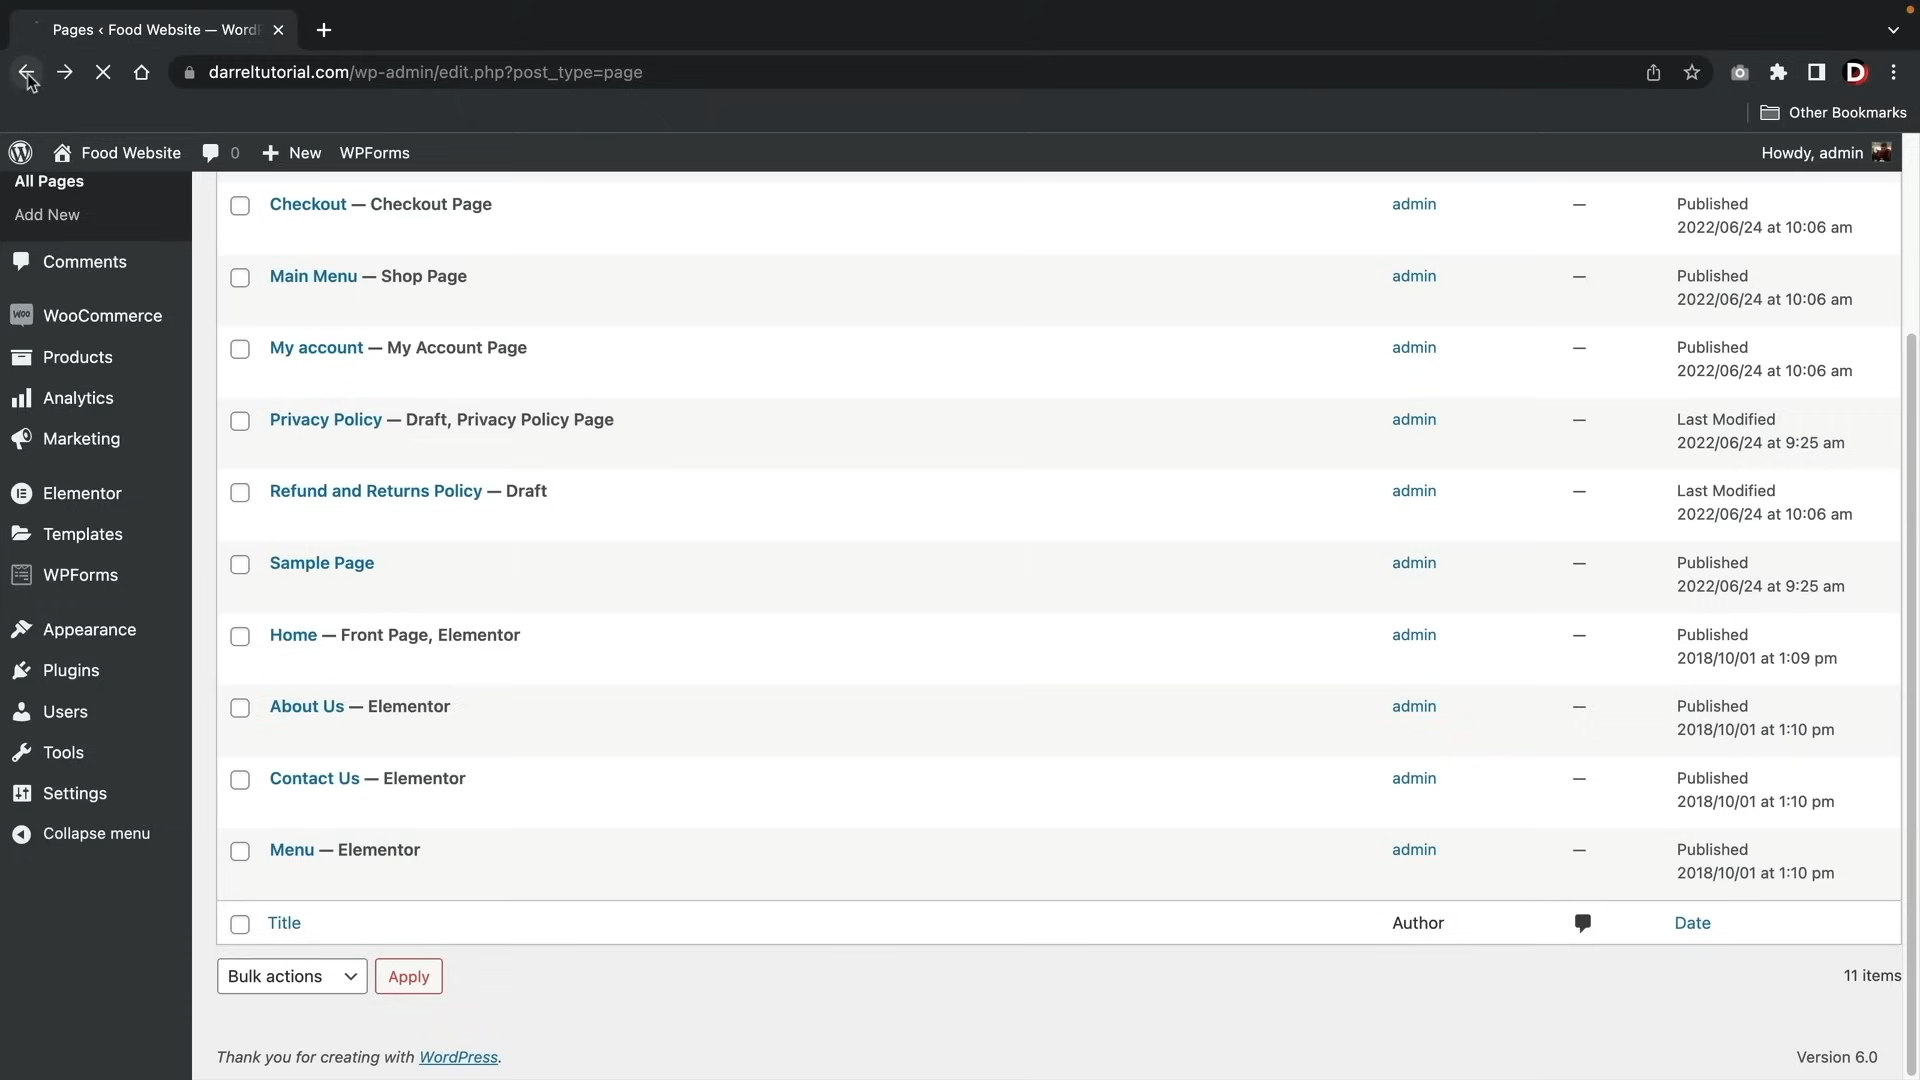 Pages ‹ Food Website — Word
darreltutorial.com/wp-admin/edit.php?post_type=page
D
Other Bookmarks
Food Website
0
New
WPForms
Howdy, admin
All Pages
Add New
Comments
WOO WooCommerce
Products
Analytics
Marketing
Elementor
Templates
WPForms
Appearance
Plugins
Users
Tools
Settings
Collapse menu
Checkout — Checkout Page admin — Published
2022/06/24 at 10:06 am
Main Menu — Shop Page admin — Published
2022/06/24 at 10:06 am
My account — My Account Page admin — Published
2022/06/24 at 10:06 am
Privacy Policy — Draft, Privacy Policy Page admin — Last Modified
2022/06/24 at 9:25 am
Refund and Returns Policy — Draft admin — Last Modified
2022/06/24 at 10:06 am
Sample Page admin — Published
2022/06/24 at 9:25 am
Home — Front Page, Elementor admin — Published
2018/10/01 at 1:09 pm
About Us — Elementor admin — Published
2018/10/01 at 1:10 pm
Contact Us — Elementor admin — Published
2018/10/01 at 1:10 pm
Menu — Elementor admin — Published
2018/10/01 at 1:10 pm
Title Author Date
Bulk actions Apply 11 items
Thank you for creating with WordPress. Version 6.0